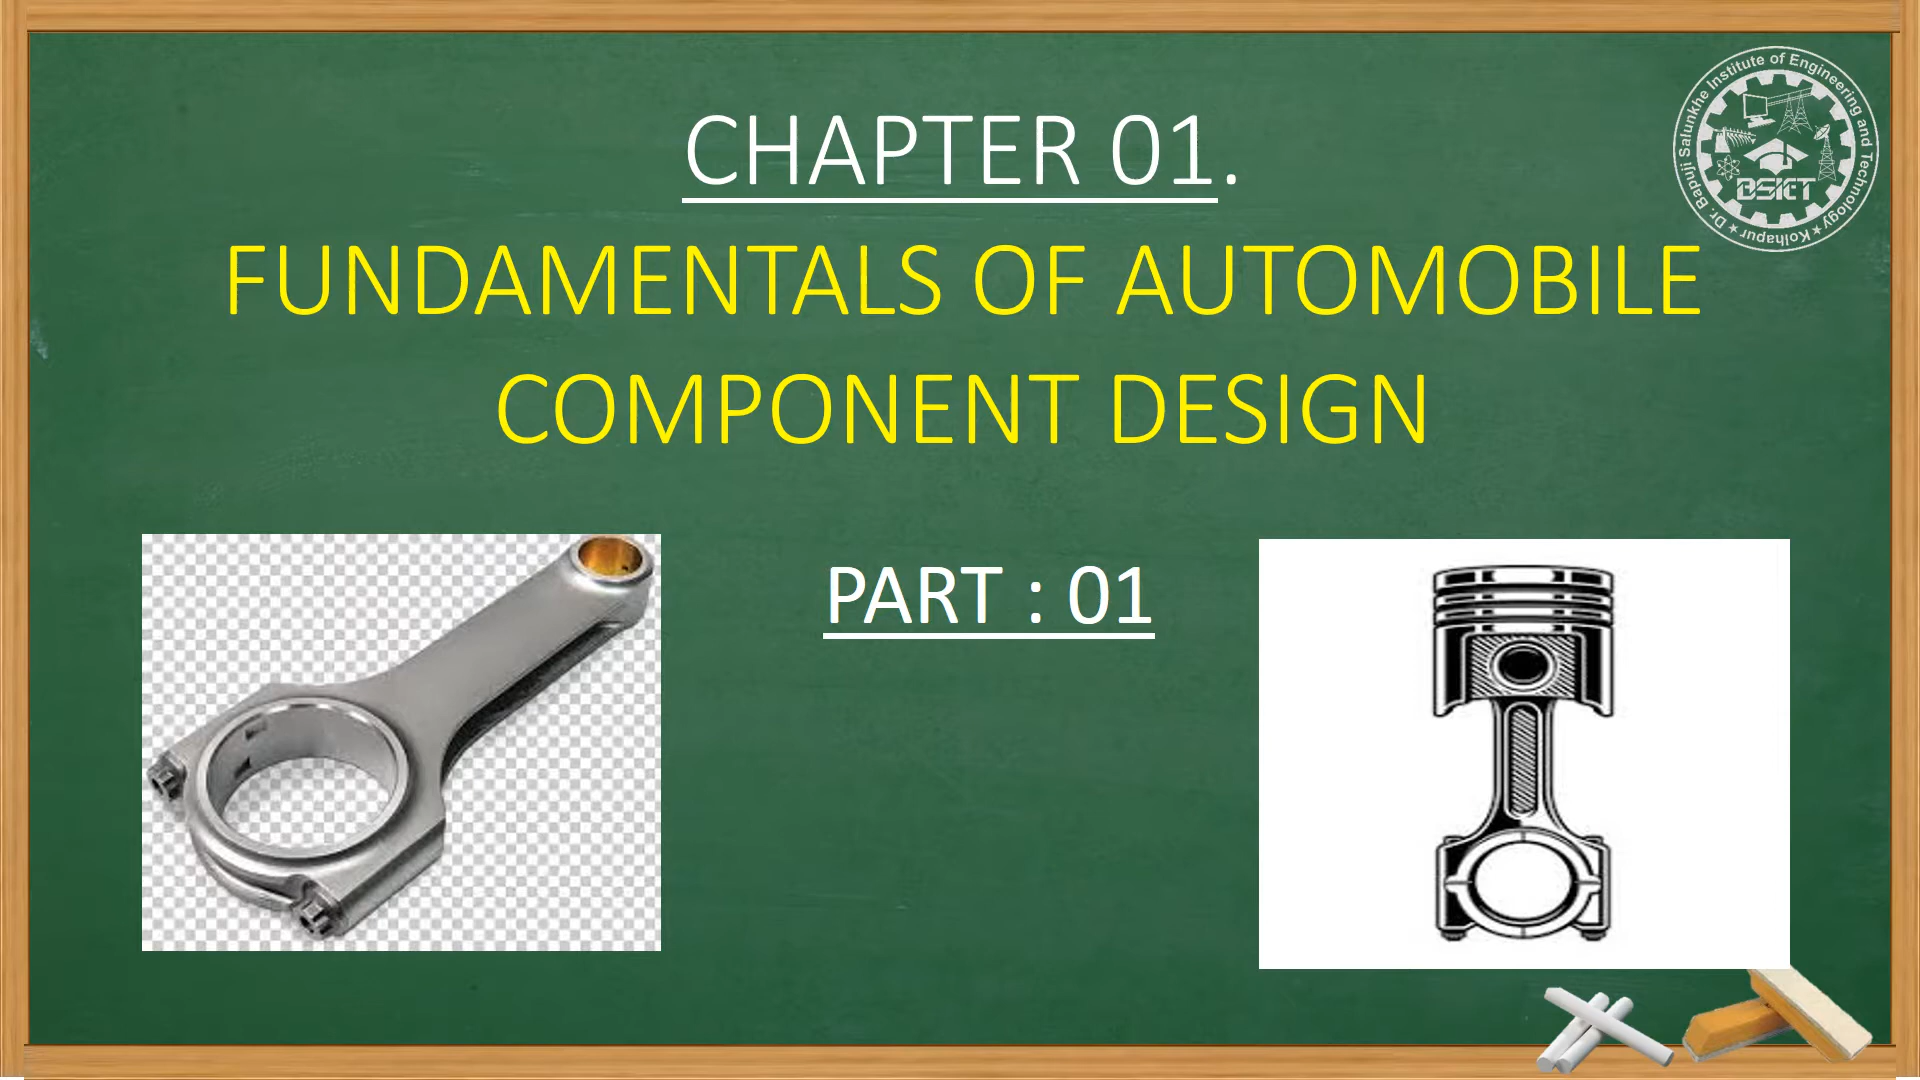 CHAPTER 01.
FUNDAMENTALS OF AUTOMOBILE
COMPONENT DESIGN
PART : 01
Dr. Bapuji Salunkhe Institute of Engineering and Technology ★ Kolhapur ★
BSIET